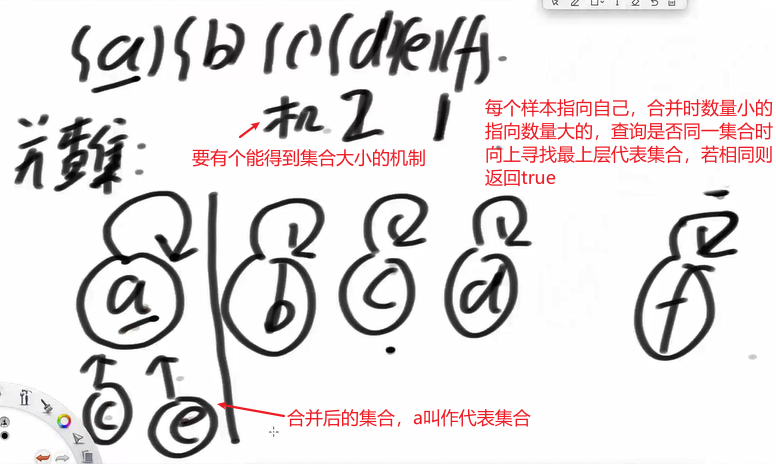 {a} {b} {c} {d} {e} {f}.
机 2 1
每个样本指向自己，合并时数量小的
指向数量大的，查询是否同一集合时
向上寻找最上层代表集合，若相同则
返回true
要有个能得到集合大小的机制
并查集：
a b c d f
c e
合并后的集合，a叫作代表集合